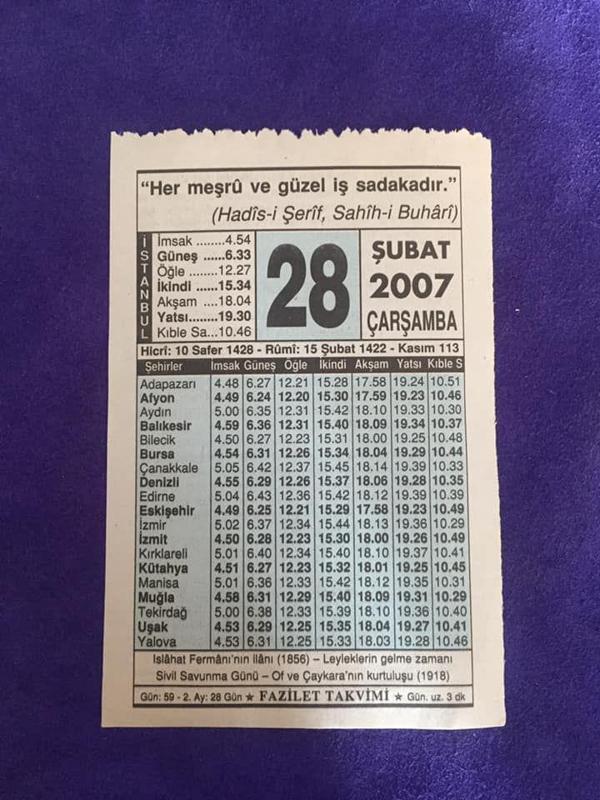 “Her meşrû ve güzel iş sadakadır.”
(Hadîs-i Şerîf, Sahîh-i Buhârî)
İSTANBUL
İmsak ........4.54
Güneş ......6.33
Öğle ........12.27
İkindi ......15.34
Akşam ....18.04
Yatsı........19.30
Kıble Sa...10.46
28
ŞUBAT
2007
ÇARŞAMBA
Hicrî: 10 Safer 1428 - Rûmî: 15 Şubat 1422 - Kasım 113
Şehirler İmsak Güneş Öğle İkindi Akşam Yatsı Kıble S
Adapazarı 4.48 6.27 12.21 15.28 17.58 19.24 10.51
Afyon 4.49 6.24 12.20 15.30 17.59 19.23 10.46
Aydın 5.00 6.35 12.31 15.42 18.10 19.33 10.30
Balıkesir 4.59 6.36 12.31 15.40 18.09 19.34 10.37
Bilecik 4.50 6.27 12.23 15.31 18.00 19.25 10.48
Bursa 4.54 6.31 12.26 15.34 18.04 19.29 10.44
Çanakkale 5.05 6.42 12.37 15.45 18.14 19.39 10.33
Denizli 4.55 6.29 12.26 15.37 18.06 19.28 10.35
Edirne 5.04 6.43 12.36 15.42 18.12 19.39 10.39
Eskişehir 4.49 6.25 12.21 15.29 17.58 19.23 10.49
İzmir 5.02 6.37 12.34 15.44 18.13 19.36 10.29
İzmit 4.50 6.28 12.23 15.30 18.00 19.26 10.49
Kırklareli 5.01 6.40 12.34 15.40 18.10 19.37 10.41
Kütahya 4.51 6.27 12.23 15.32 18.01 19.25 10.45
Manisa 5.01 6.36 12.33 15.42 18.12 19.35 10.31
Muğla 4.58 6.31 12.29 15.40 18.09 19.31 10.29
Tekirdağ 5.00 6.38 12.33 15.39 18.10 19.36 10.40
Uşak 4.53 6.29 12.25 15.35 18.04 19.27 10.41
Yalova 4.53 6.31 12.25 15.33 18.03 19.28 10.46
Islâhat Fermânı’nın ilânı (1856) – Leyleklerin gelme zamanı
Sivil Savunma Günü – Of ve Çaykara’nın kurtuluşu (1918)
Gün: 59 - 2. Ay: 28 Gün ★ FAZİLET TAKVİMİ ★ Gün. uz. 3 dk